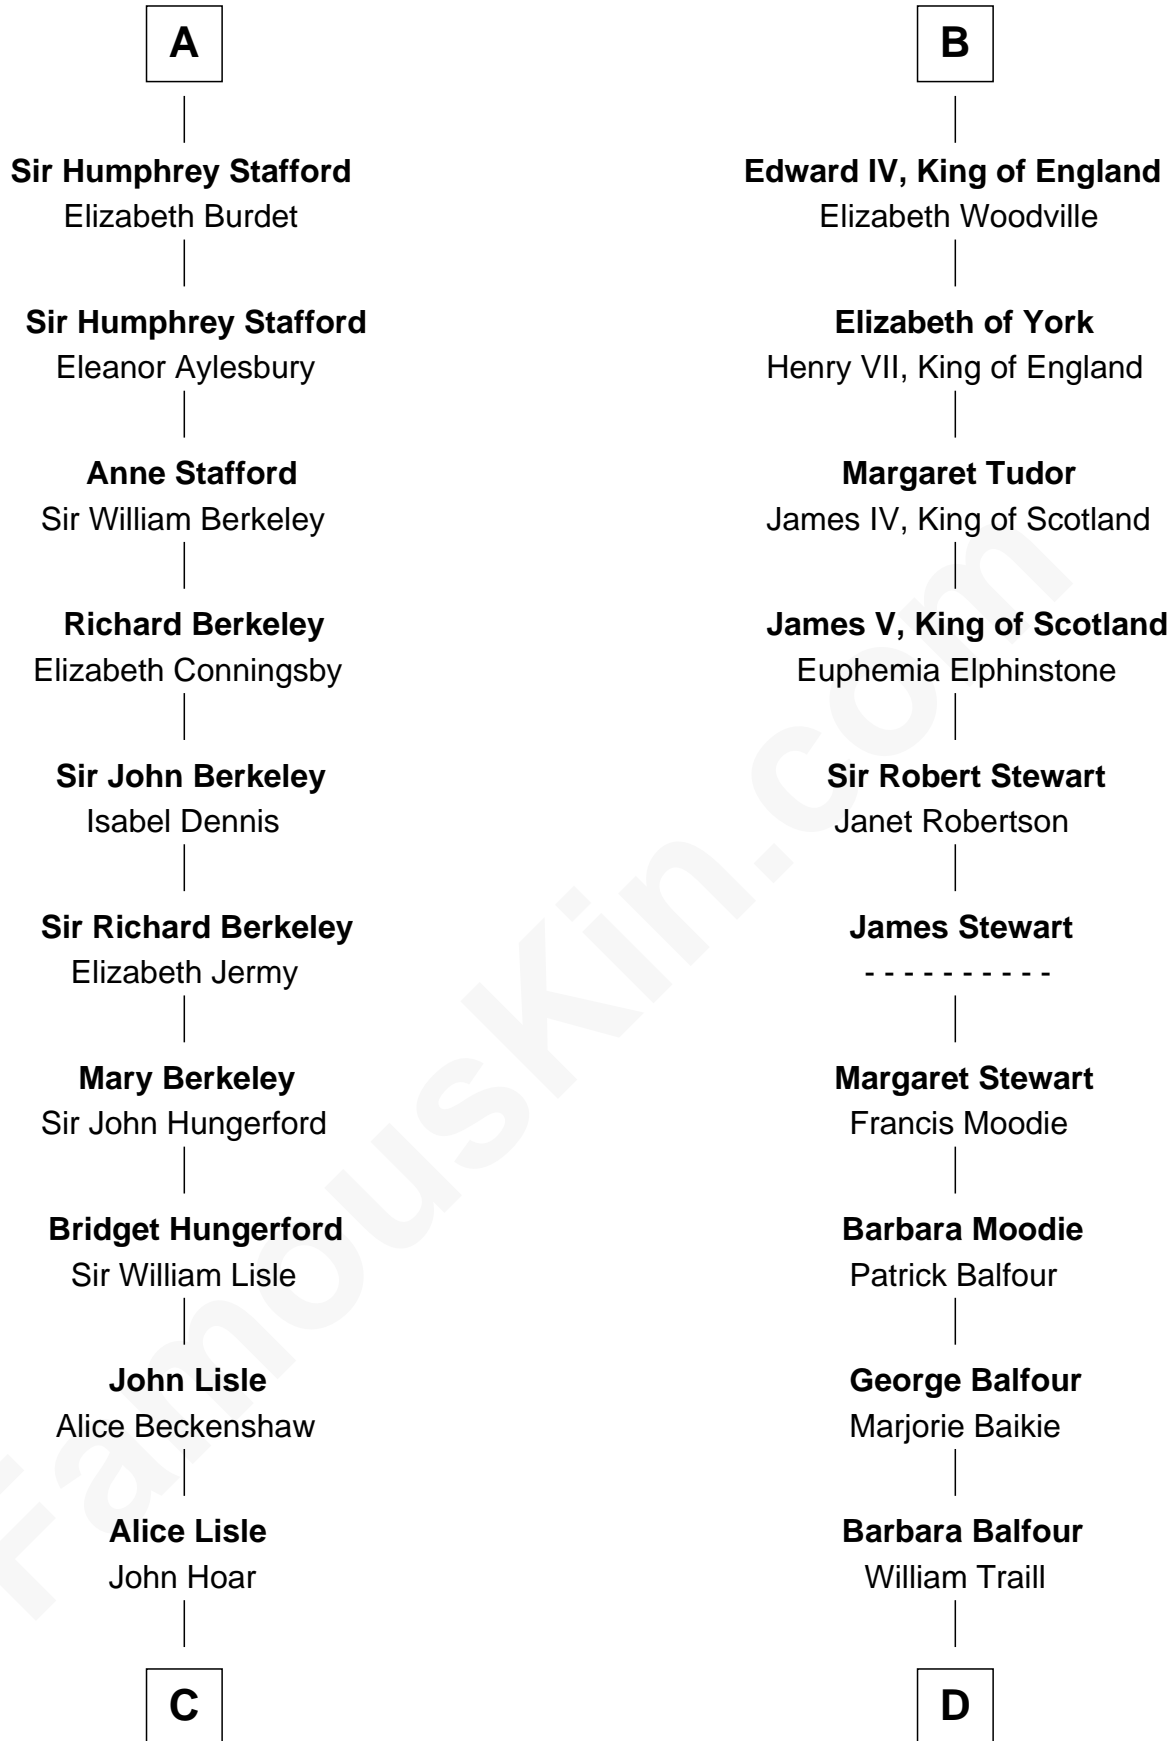 A
Sir Humphrey Stafford
Elizabeth Burdet
Sir Humphrey Stafford
Eleanor Aylesbury
Anne Stafford
Sir William Berkeley
Richard Berkeley
Elizabeth Conningsby
Sir John Berkeley
Isabel Dennis
Sir Richard Berkeley
Elizabeth Jermy
Mary Berkeley
Sir John Hungerford
Bridget Hungerford
Sir William Lisle
John Lisle
Alice Beckenshaw
Alice Lisle
John Hoar
C
B
Edward IV, King of England
Elizabeth Woodville
Elizabeth of York
Henry VII, King of England
Margaret Tudor
James IV, King of Scotland
James V, King of Scotland
Euphemia Elphinstone
Sir Robert Stewart
Janet Robertson
James Stewart
- - - - - - - - - -
Margaret Stewart
Francis Moodie
Barbara Moodie
Patrick Balfour
George Balfour
Marjorie Baikie
Barbara Balfour
William Traill
D
FamousKin.com